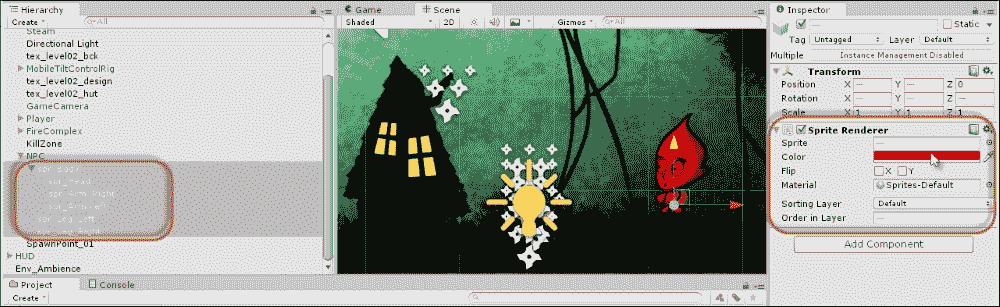 Hierarchy
Create
All
Steam
Directional Light
tex_level02_bck
MobileTiltControlRig
tex_level02_design
tex_level02_hut
GameCamera
Player
FireComplex
KillZone
NPC
SpawnPoint_01
HUD
Env_Ambience
Project
Console
Create
Game
Scene
Shaded
2D
Gizmos
All
Inspector
Static
Tag Untagged Layer Default
Multiple Instance Management Disabled
Transform
Position X — Y — Z 0
Rotation X — Y — Z —
Scale X 1 Y 1 Z 1
Sprite Renderer
Sprite —
Color
Flip X Y
Material Sprites-Default
Sorting Layer Default
Order in Layer —
Add Component